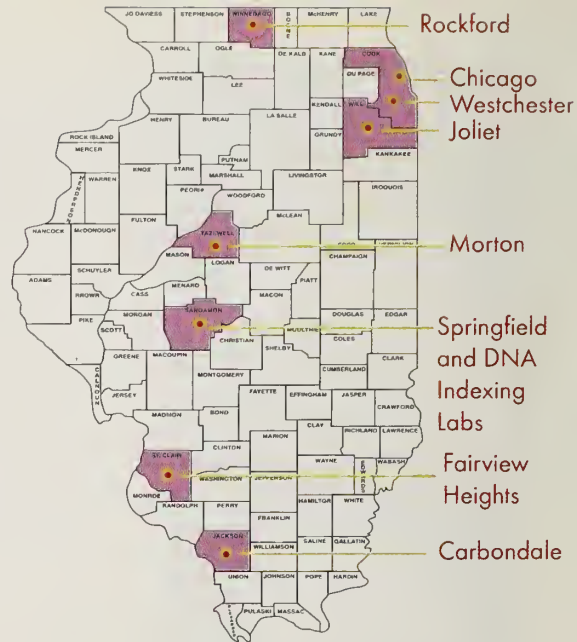 JO DAVIESS
STEPHENSON
WINNEBAGO
BOONE
McHENRY
LAKE
Rockford
CARROLL
OGLE
DE KALB
KANE
COOK
DU PAGE
Chicago
WHITESIDE
LEE
KENDALL
WILL
Westchester
Joliet
ROCK ISLAND
HENRY
BUREAU
LA SALLE
GRUNDY
MERCER
KANKAKEE
PUTNAM
STARK
MARSHALL
LIVINGSTON
KNOX
WARREN
PEORIA
WOODFORD
IROQUOIS
HANCOCK
McDONOUGH
FULTON
TAZEWELL
McLEAN
Morton
MASON
LOGAN
CHAMPAIGN
SCHUYLER
DE WITT
PIATT
ADAMS
BROWN
CASS
MENARD
MACON
SANGAMON
DOUGLAS
EDGAR
PIKE
SCOTT
MORGAN
MOULTRIE
COLES
Springfield
and DNA
Indexing
Labs
CHRISTIAN
SHELBY
GREENE
MACOUPIN
CLARK
CUMBERLAND
CALHOUN
JERSEY
MONTGOMERY
FAYETTE
EFFINGHAM
JASPER
CRAWFORD
MADISON
BOND
CLAY
RICHLAND
LAWRENCE
CLINTON
MARION
ST. CLAIR
WAYNE
WABASH
Fairview
Heights
WASHINGTON
JEFFERSON
MONROE
RANDOLPH
PERRY
HAMILTON
WHITE
FRANKLIN
JACKSON
WILLIAMSON
SALINE
GALLATIN
Carbondale
UNION
JOHNSON
POPE
HARDIN
PULASKI
MASSAC